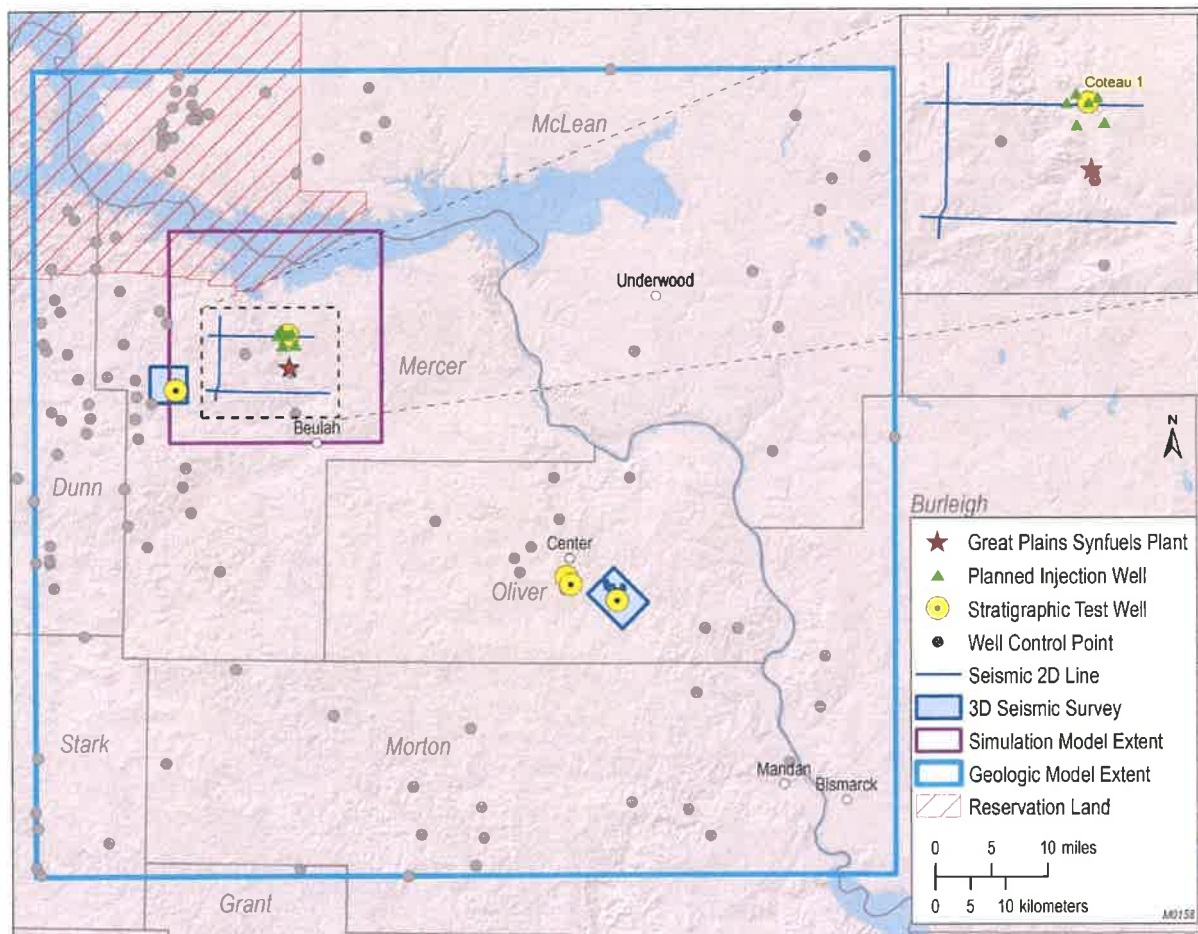 Coteau 1
McLean
Underwood
Mercer
Beulah
Dunn
N
Burleigh
Center
Oliver
Stark
Morton
Mandan
Bismarck
Grant
Great Plains Synfuels Plant
Planned Injection Well
Stratigraphic Test Well
Well Control Point
Seismic 2D Line
3D Seismic Survey
Simulation Model Extent
Geologic Model Extent
Reservation Land
0 5 10 miles
0 5 10 kilometers
M0158